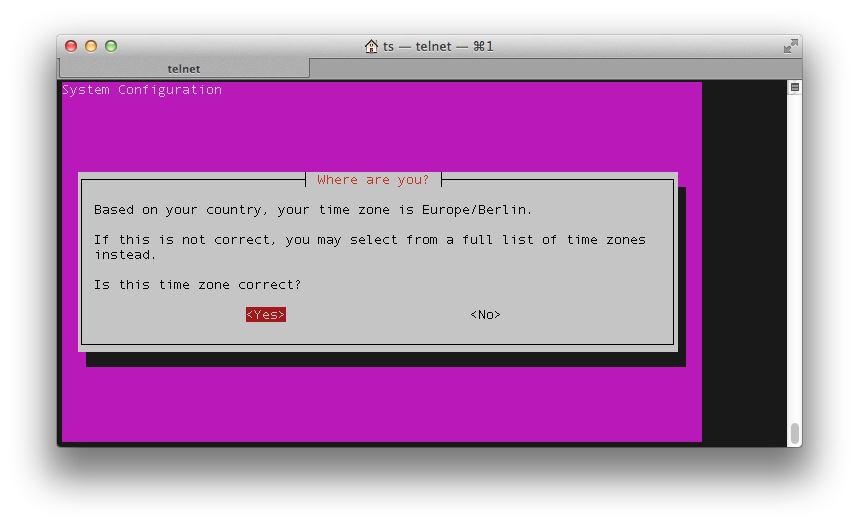 ts — telnet — ⌘1
telnet
System Configuration
Where are you?
Based on your country, your time zone is Europe/Berlin.
If this is not correct, you may select from a full list of time zones
instead.
Is this time zone correct?
<Yes> <No>